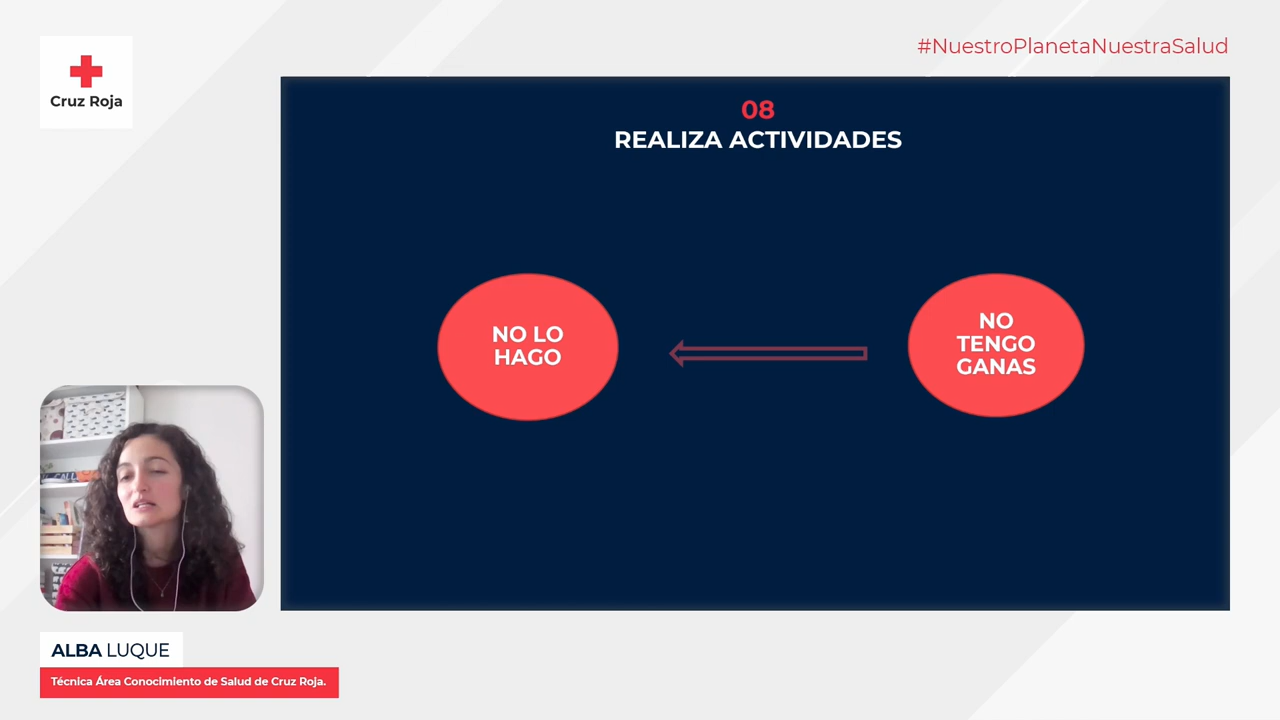 Cruz Roja
#NuestroPlanetaNuestraSalud
08
REALIZA ACTIVIDADES
NO LO
HAGO
NO
TENGO
GANAS
ALBA LUQUE
Técnica Área Conocimiento de Salud de Cruz Roja.